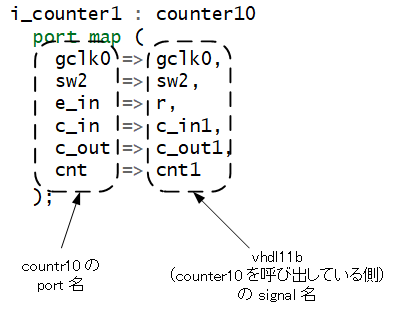 i_counter1 : counter10
port map (
gclk0 => gclk0,
sw2 => sw2,
e_in => r,
c_in => c_in1,
c_out => c_out1,
cnt => cnt1
);
countr10 の
port 名
vhdl11b
（counter10 を呼び出している側）
の signal 名